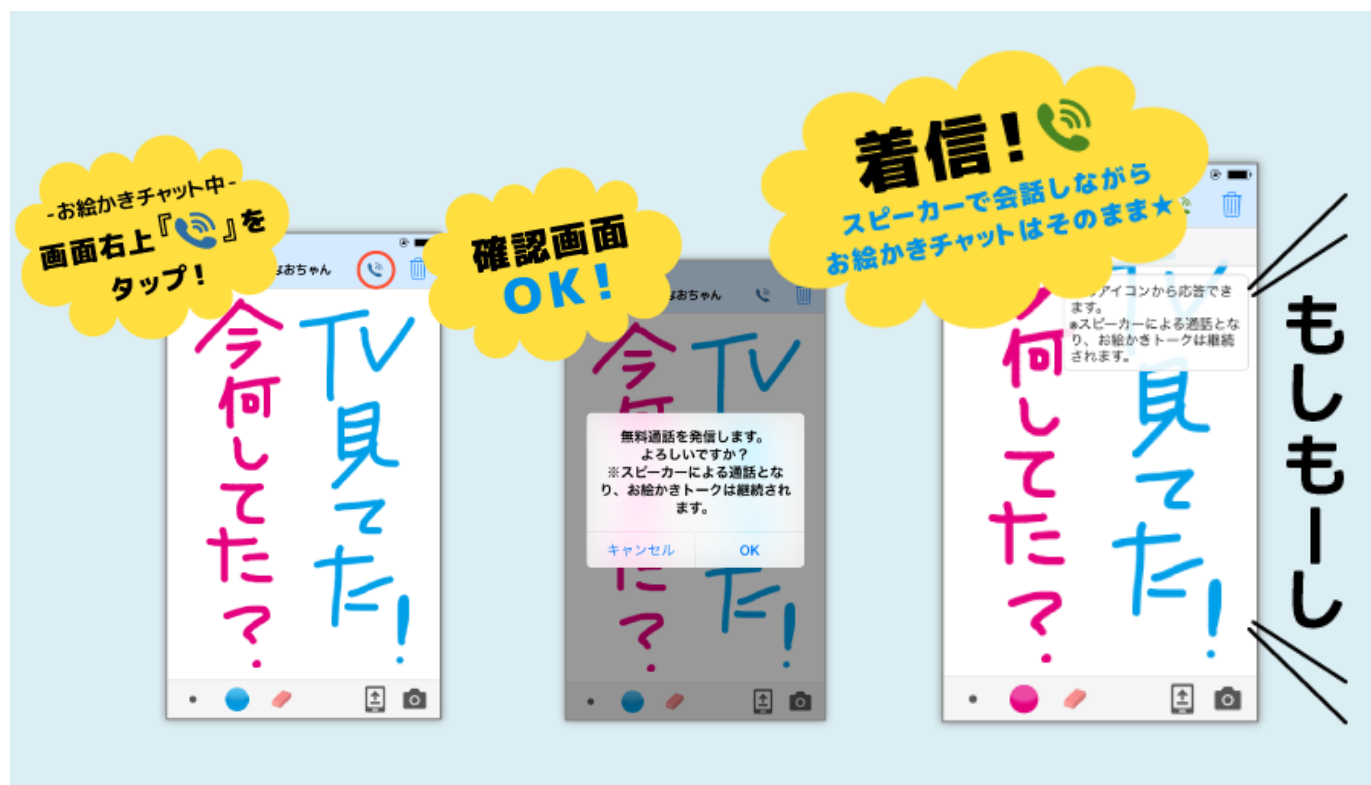 -お絵かきチャット中-
画面右上『』を
タップ!
おちゃん
今何してた?
TV見てた!
確認画面
OK!
おちゃん
無料通話を発信します。
よろしいですか?
※スピーカーによる通話とな
り、お絵かきトークは継続され
ます。
キャンセル
OK
着信!
スピーカーで会話しながら
お絵かきチャットはそのまま★
アイコンから応答でき
ます。
※スピーカーによる通話とな
り、お絵かきトークは継続
されます。
何してた?
TV見てた!
もしもーし